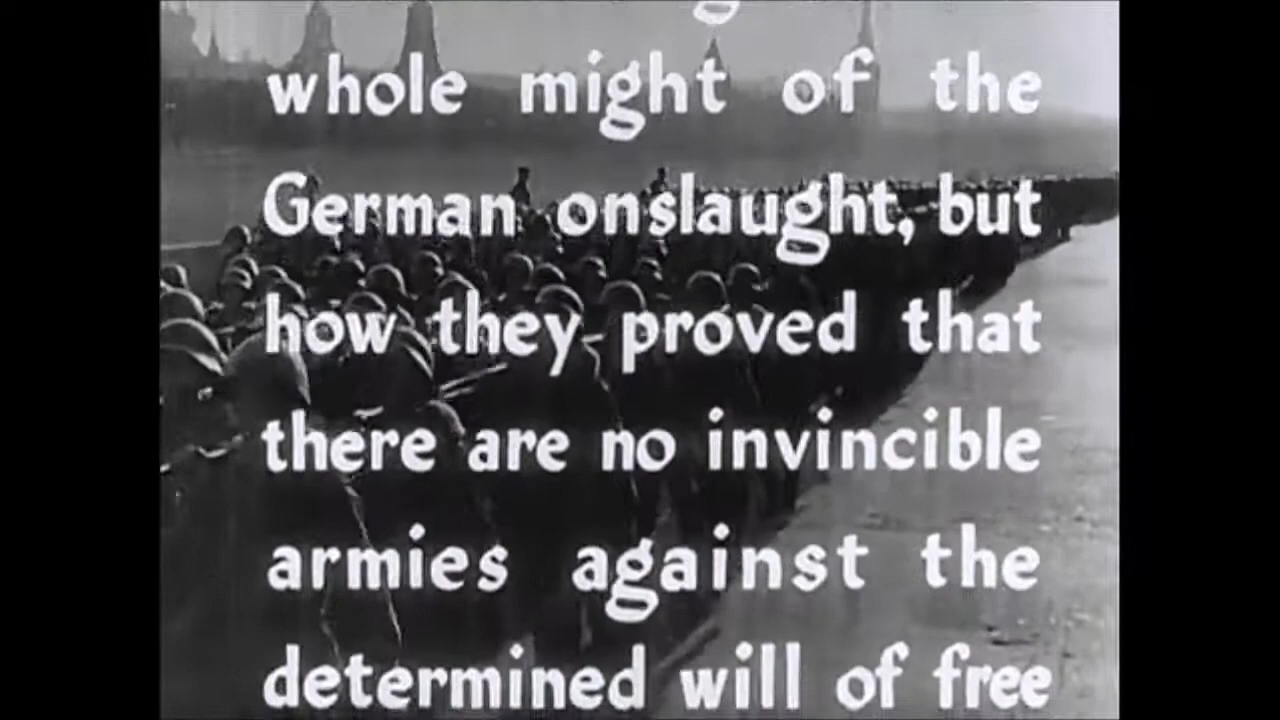 whole might of the
German onslaught, but
how they proved that
there are no invincible
armies against the
determined will of free